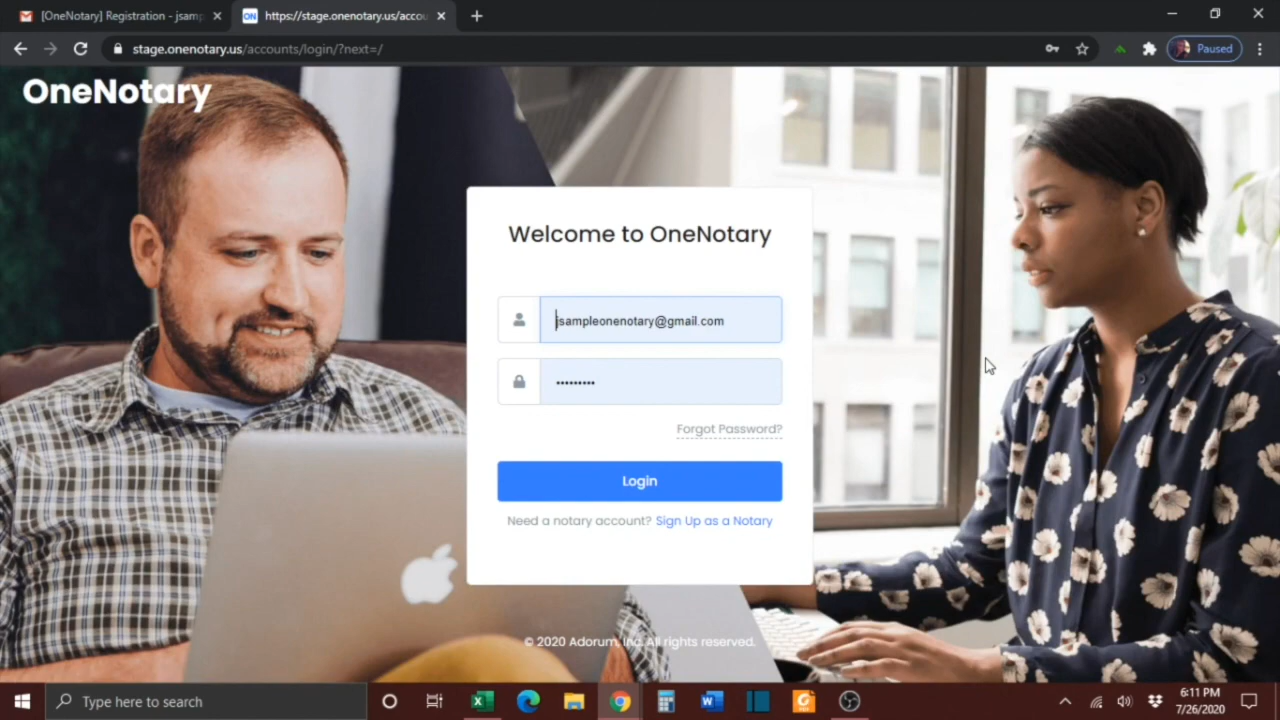 [OneNotary] Registration - jsamp
ON https://stage.onenotary.us/accou
stage.onenotary.us/accounts/login/?next=/
Paused
OneNotary
Welcome to OneNotary
jsampleonenotary@gmail.com
•••••••••
Forgot Password?
Login
Need a notary account? Sign Up as a Notary
© 2020 Adorum, Inc. All rights reserved.
Type here to search
6:11 PM
7/26/2020